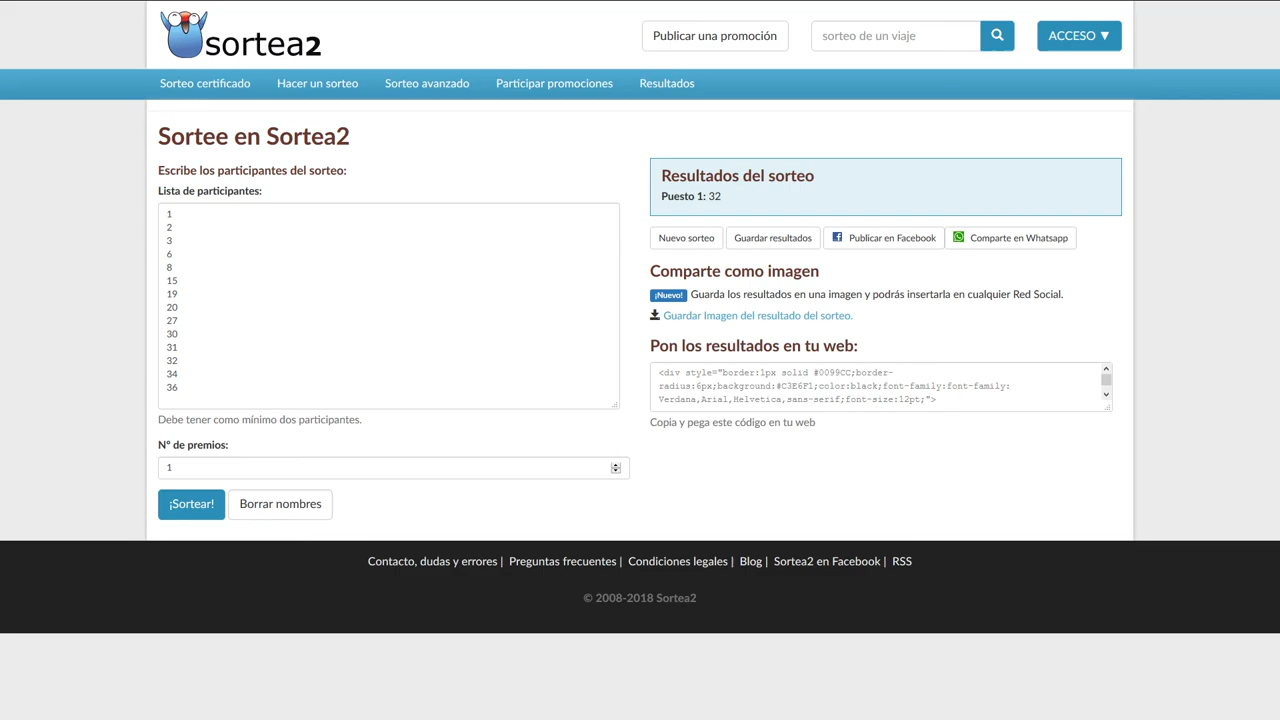 sortea2
Publicar una promoción
sorteo de un viaje
ACCESO ▼
Sorteo certificado
Hacer un sorteo
Sorteo avanzado
Participar promociones
Resultados
Sortee en Sortea2
Escribe los participantes del sorteo:
Lista de participantes:
1
2
3
6
8
15
19
20
27
30
31
32
34
36
Debe tener como mínimo dos participantes.
Nº de premios:
1
¡Sortear!
Borrar nombres
Resultados del sorteo
Puesto 1: 32
Nuevo sorteo
Guardar resultados
Publicar en Facebook
Comparte en Whatsapp
Comparte como imagen
¡Nuevo! Guarda los resultados en una imagen y podrás insertarla en cualquier Red Social.
Guardar Imagen del resultado del sorteo.
Pon los resultados en tu web:
<div style="border:1px solid #0099CC;border-
radius:6px;background:#C3E6F1;color:black;font-family:font-family:
Verdana,Arial,Helvetica,sans-serif;font-size:12pt;">
Copia y pega este código en tu web
Contacto, dudas y errores | Preguntas frecuentes | Condiciones legales | Blog | Sortea2 en Facebook | RSS
© 2008-2018 Sortea2